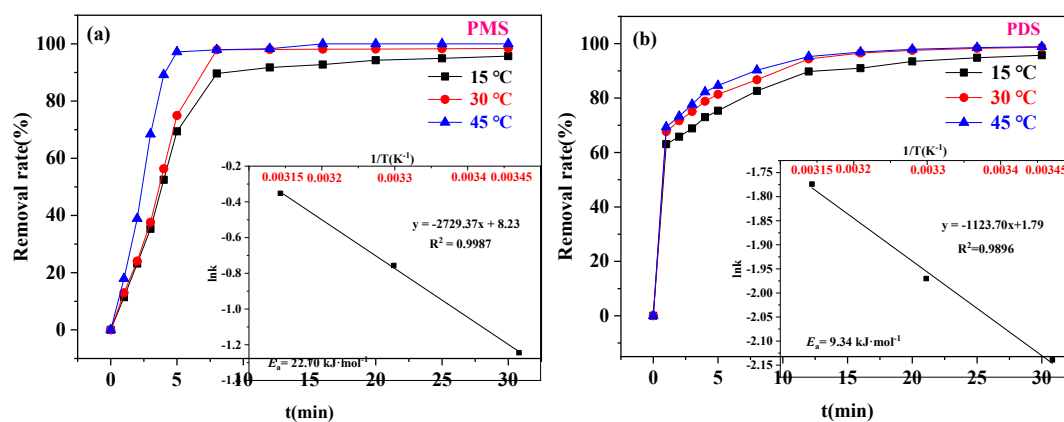 (a)
PMS
15 ℃
30 ℃
45 ℃
Removal rate(%)
100
80
60
40
20
0
0 5 10 15 20 25 30
t(min)
1/T(K⁻¹)
0.00315 0.0032 0.0033 0.0034 0.00345
-0.2
-0.4
-0.6
-0.8
-1.0
-1.2
lnk
y = -2729.37x + 8.23
R² = 0.9987
Eₐ= 22.70 kJ·mol⁻¹
(b)
PDS
15 ℃
30 ℃
45 ℃
Removal rate(%)
100
80
60
40
20
0
0 5 10 15 20 25 30
t(min)
1/T(K⁻¹)
0.00315 0.0032 0.0033 0.0034 0.00345
-1.75
-1.80
-1.85
-1.90
-1.95
-2.00
-2.05
-2.10
-2.15
lnk
y = -1123.70x+1.79
R²=0.9896
Eₐ= 9.34 kJ·mol⁻¹